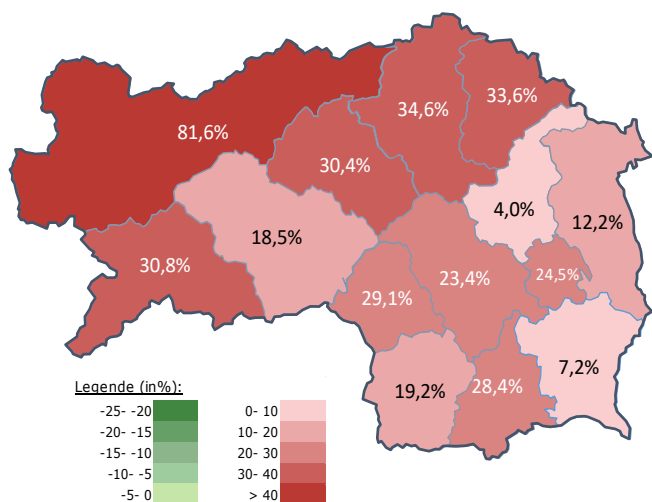 33,6%
34,6%
81,6%
30,4%
4,0%
12,2%
18,5%
30,8%
23,4%
24,5%
29,1%
7,2%
19,2%
28,4%
Legende (in%):
-25- -20 0- 10
-20- -15 10- 20
-15- -10 20- 30
-10- -5 30- 40
-5- 0 > 40